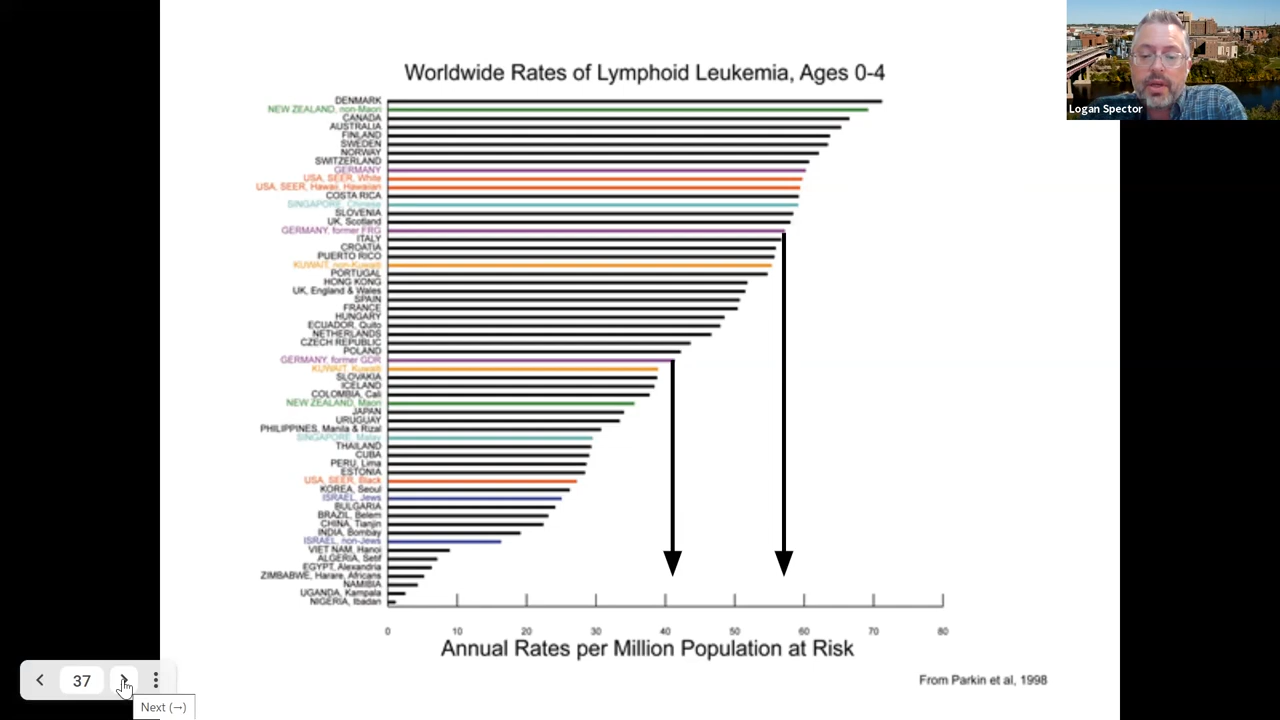 Worldwide Rates of Lymphoid Leukemia, Ages 0-4
Logan Spector
DENMARK
NEW ZEALAND, non-Maori
CANADA
AUSTRALIA
FINLAND
SWEDEN
NORWAY
SWITZERLAND
GERMANY
USA, SEER, White
USA, SEER, Hawaii, Hawaiian
COSTA RICA
SINGAPORE, Chinese
SLOVENIA
UK, Scotland
GERMANY, former FRG
ITALY
CROATIA
PUERTO RICO
KUWAIT, non-Kuwaiti
PORTUGAL
HONG KONG
UK, England & Wales
SPAIN
FRANCE
HUNGARY
ECUADOR, Quito
NETHERLANDS
CZECH REPUBLIC
POLAND
GERMANY, former GDR
KUWAIT, Kuwaiti
SLOVAKIA
ICELAND
COLOMBIA, Cali
NEW ZEALAND, Maori
JAPAN
URUGUAY
PHILIPPINES, Manila & Rizal
SINGAPORE, Malay
THAILAND
CUBA
PERU, Lima
ESTONIA
USA, SEER, Black
KOREA, Seoul
ISRAEL, Jews
BULGARIA
BRAZIL, Belem
CHINA, Tianjin
INDIA, Bombay
ISRAEL, non-Jews
VIET NAM, Hanoi
ALGERIA, Setif
EGYPT, Alexandria
ZIMBABWE, Harare, Africans
NAMIBIA
UGANDA, Kampala
NIGERIA, Ibadan
0 10 20 30 40 50 60 70 80
Annual Rates per Million Population at Risk
From Parkin et al, 1998
37
Next (→)